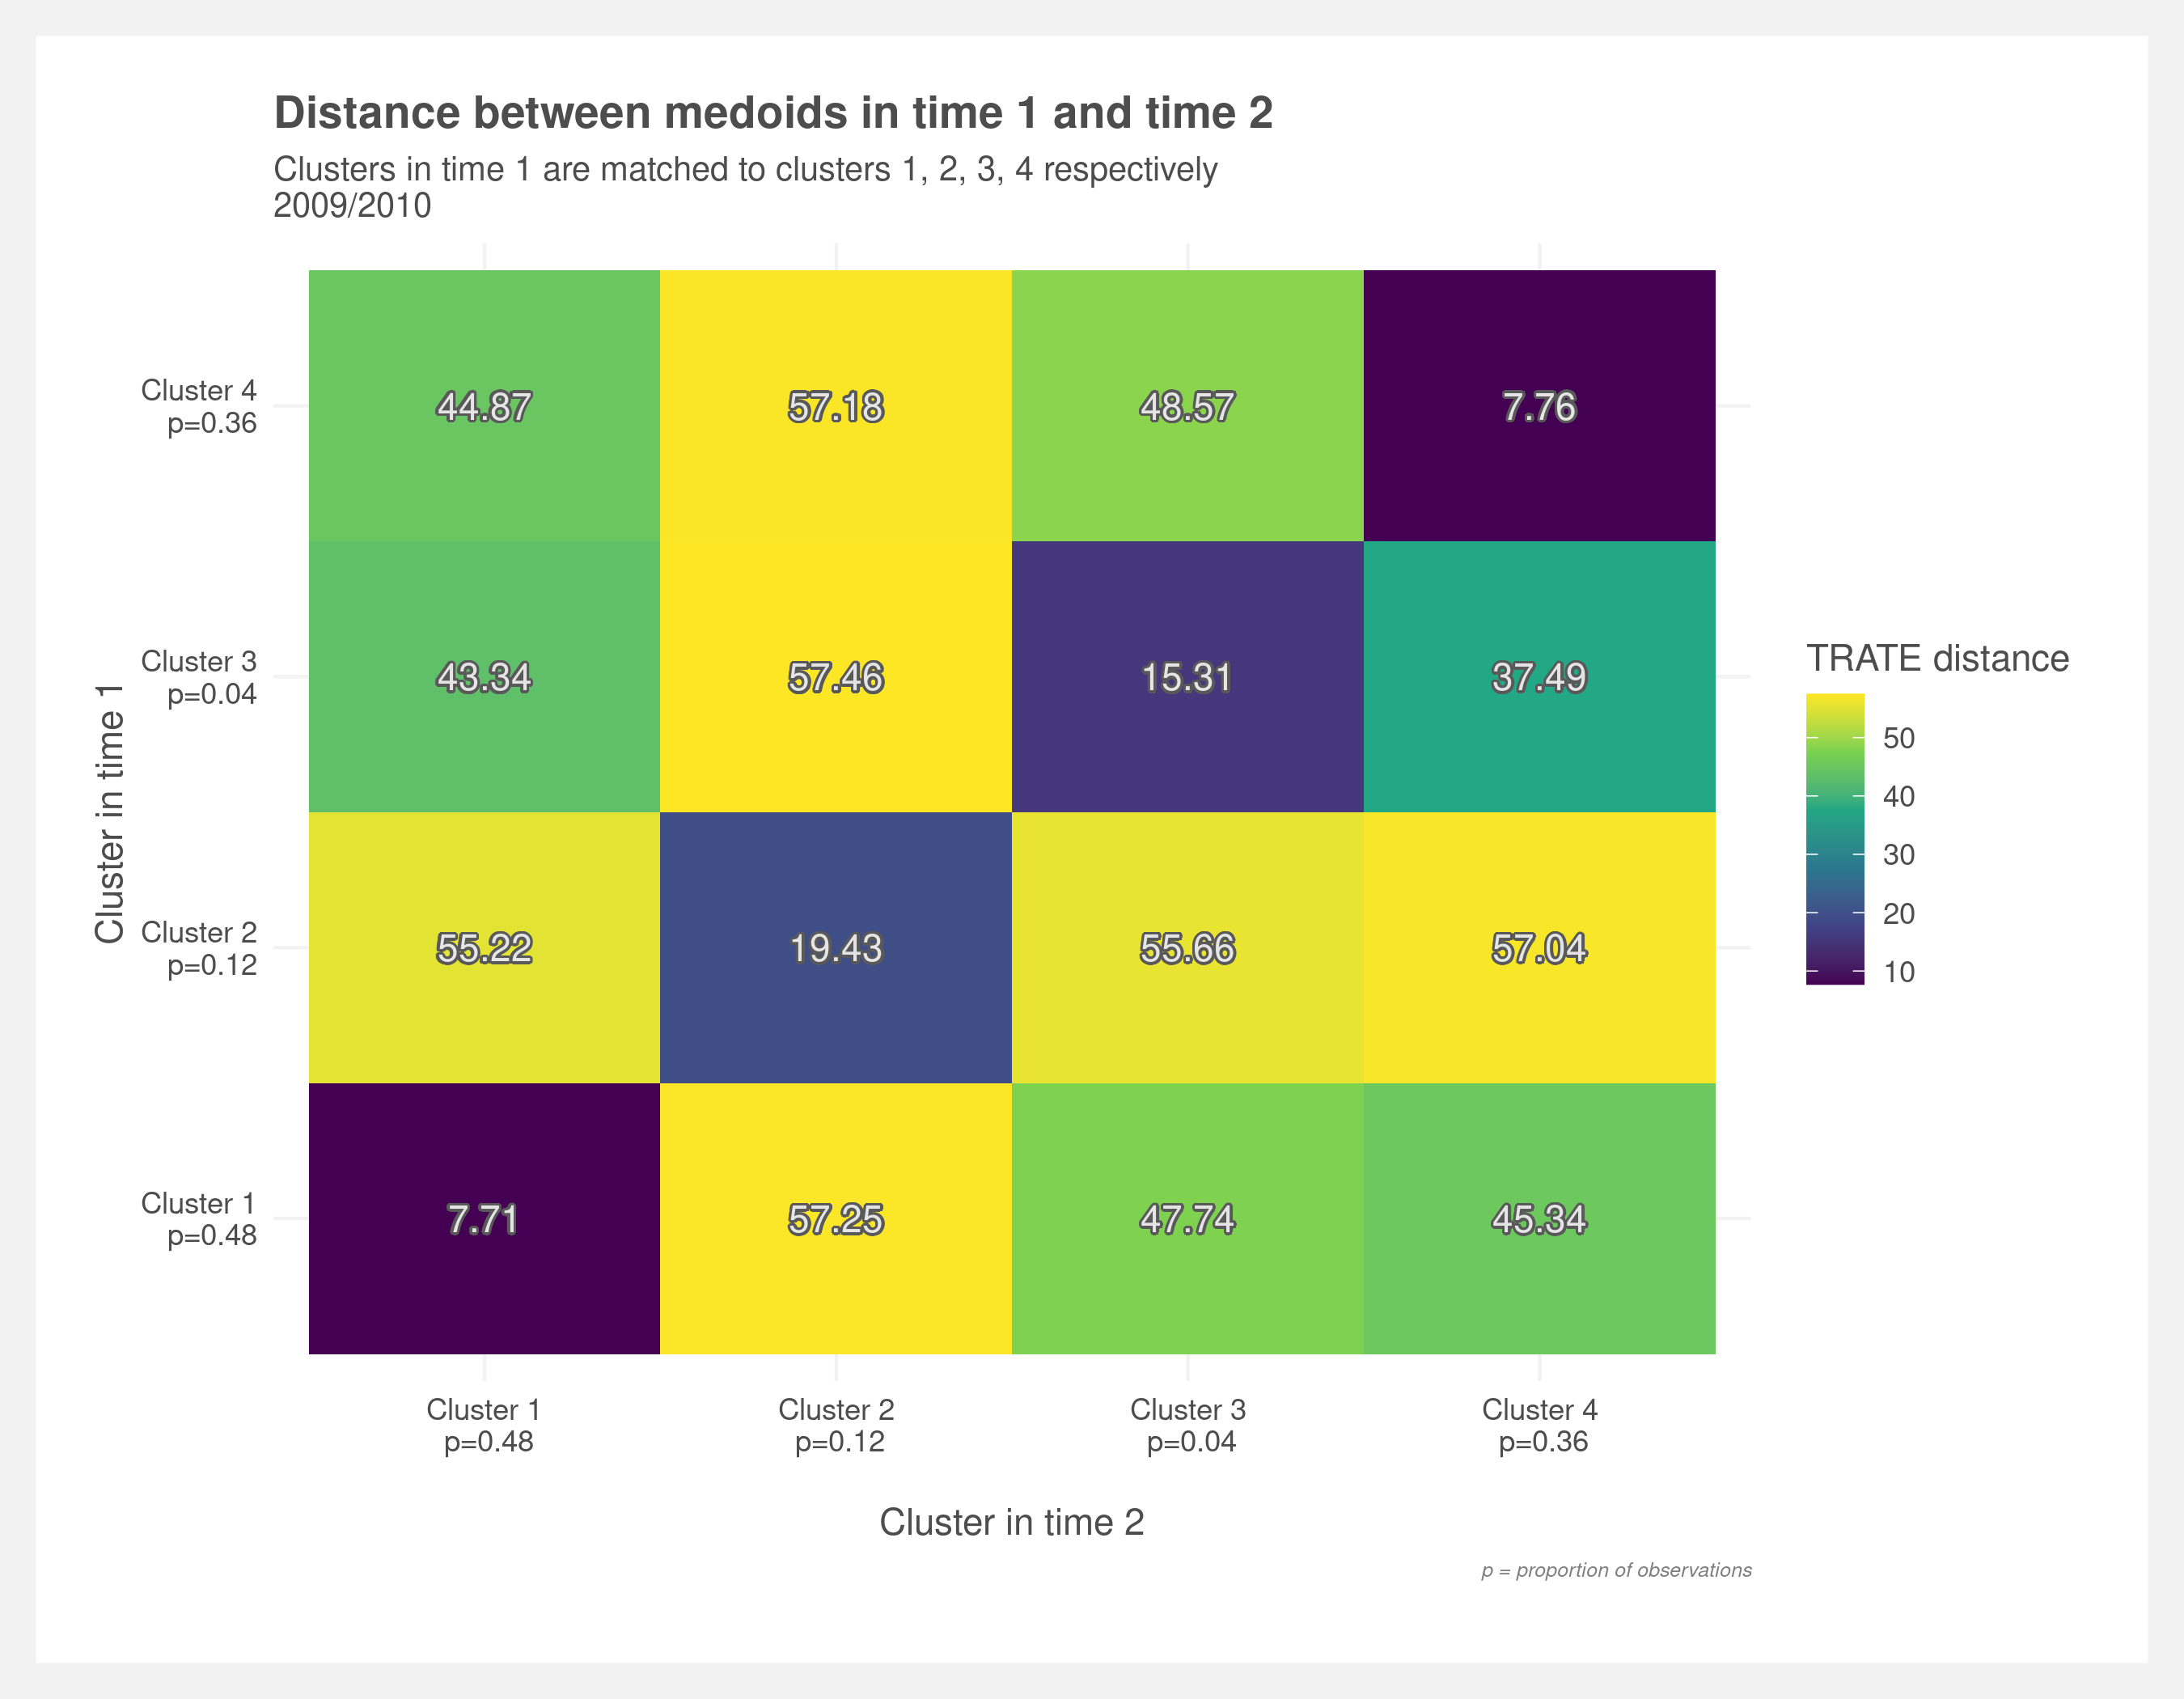 Distance between medoids in time 1 and time 2
Clusters in time 1 are matched to clusters 1, 2, 3, 4 respectively
2009/2010
Cluster in time 1
Cluster 4
p=0.36
44.87 57.18 48.57 7.76
Cluster 3
p=0.04
43.34 57.46 15.31 37.49
Cluster 2
p=0.12
55.22 19.43 55.66 57.04
Cluster 1
p=0.48
7.71 57.25 47.74 45.34
Cluster 1 Cluster 2 Cluster 3 Cluster 4
p=0.48 p=0.12 p=0.04 p=0.36
Cluster in time 2
p = proportion of observations
TRATE distance
50
40
30
20
10